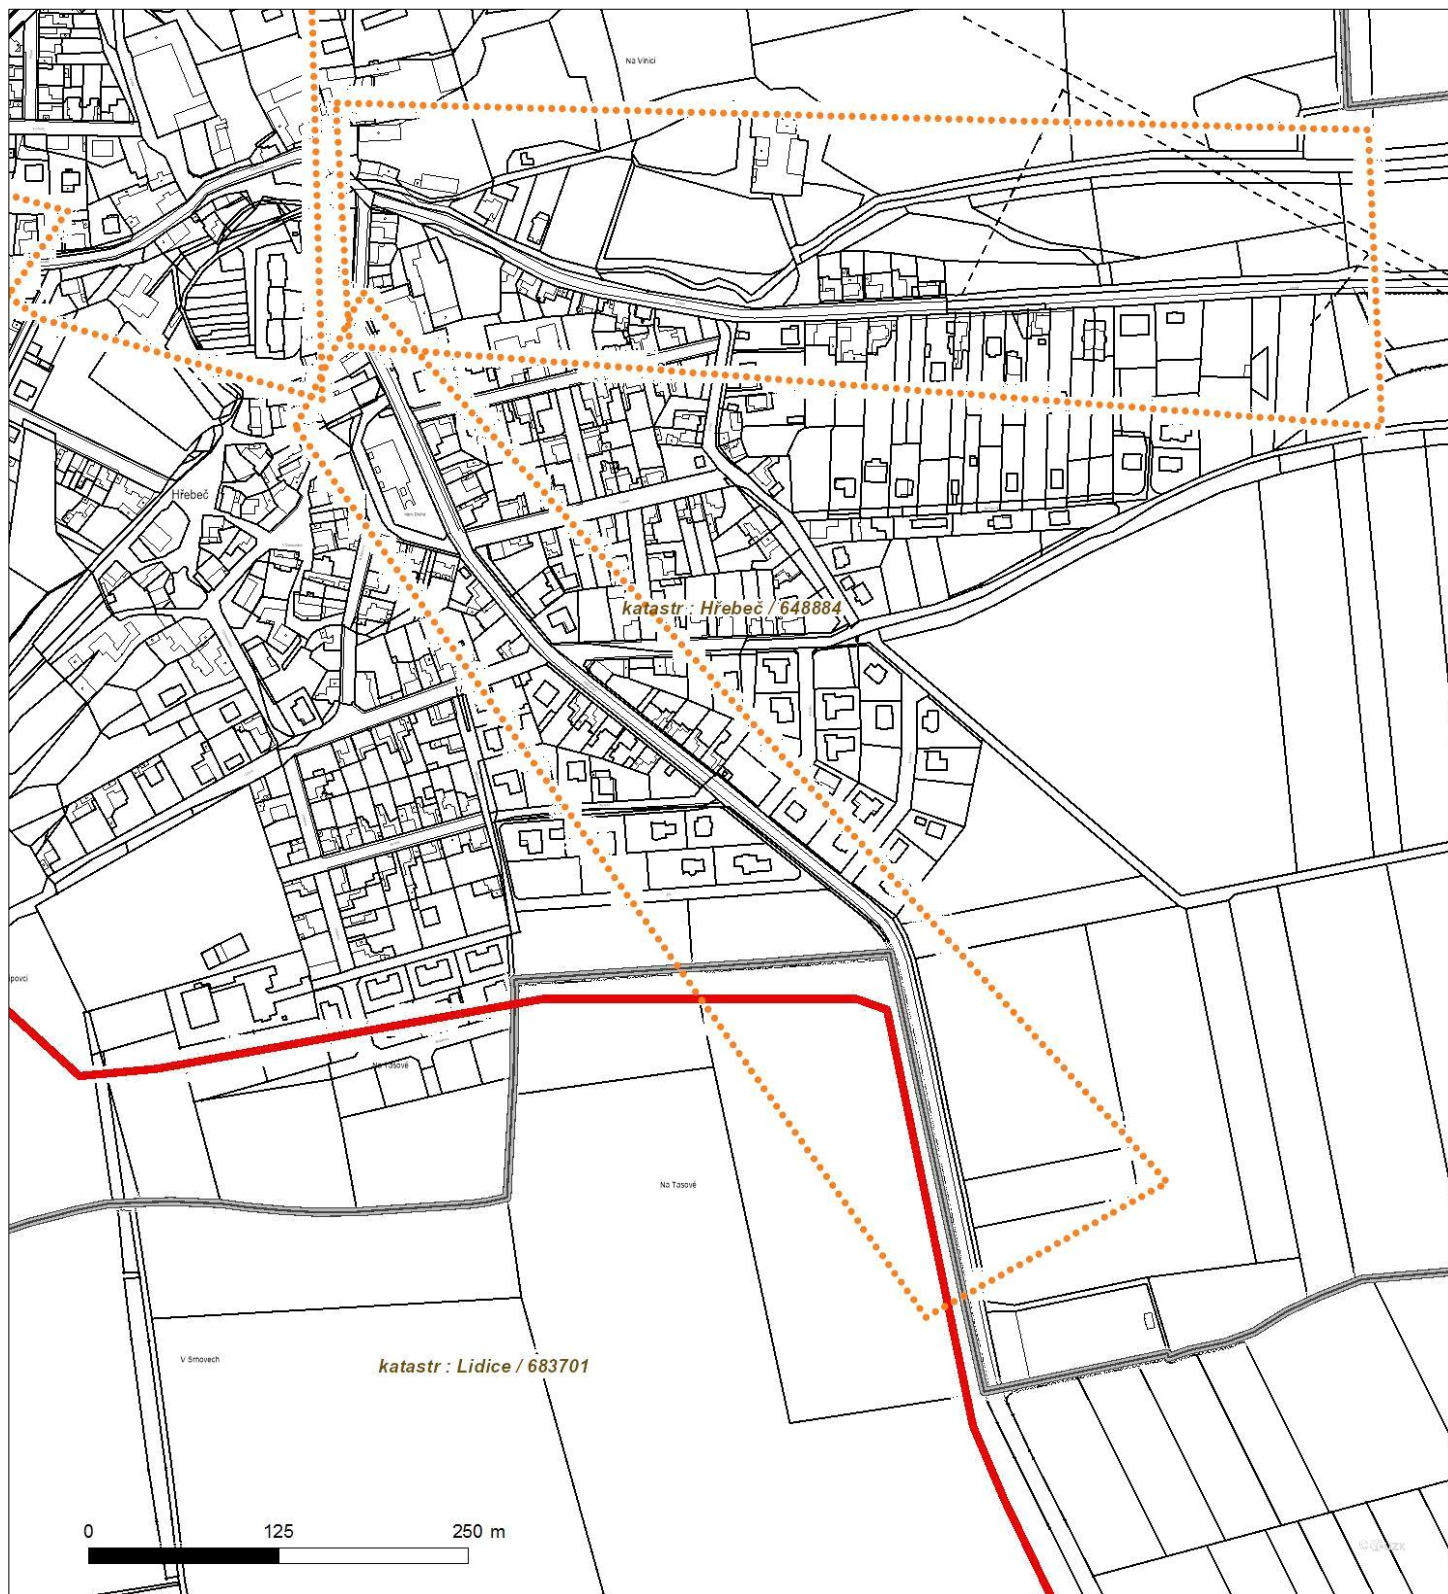 Na Vinici
Hřebeč
katastr : Hřebeč / 648884
Na Tasové
Na Tasové
V Smovech
katastr : Lidice / 683701
0 125 250 m